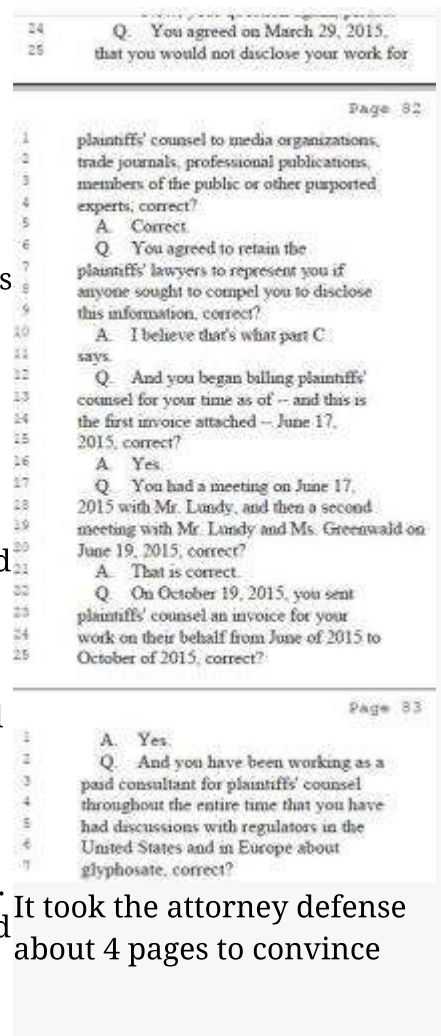 24 Q. You agreed on March 29, 2015,
25 that you would not disclose your work for
Page 82
1 plaintiffs' counsel to media organizations,
2 trade journals, professional publications,
3 members of the public or other purported
4 experts, correct?
5 A. Correct.
6 Q. You agreed to retain the
7 plaintiffs' lawyers to represent you if
8 anyone sought to compel you to disclose
9 this information, correct?
10 A. I believe that's what part C
11 says.
12 Q. And you began billing plaintiffs'
13 counsel for your time as of -- and this is
14 the first invoice attached -- June 17,
15 2015, correct?
16 A. Yes.
17 Q. You had a meeting on June 17,
18 2015 with Mr. Lundy, and then a second
19 meeting with Mr. Lundy and Ms. Greenwald on
20 June 19, 2015, correct?
21 A. That is correct.
22 Q. On October 19, 2015, you sent
23 plaintiffs' counsel an invoice for your
24 work on their behalf from June of 2015 to
25 October of 2015, correct?
Page 83
1 A. Yes.
2 Q. And you have been working as a
3 paid consultant for plaintiffs' counsel
4 throughout the entire time that you have
5 had discussions with regulators in the
6 United States and in Europe about
7 glyphosate, correct?
It took the attorney defense
about 4 pages to convince